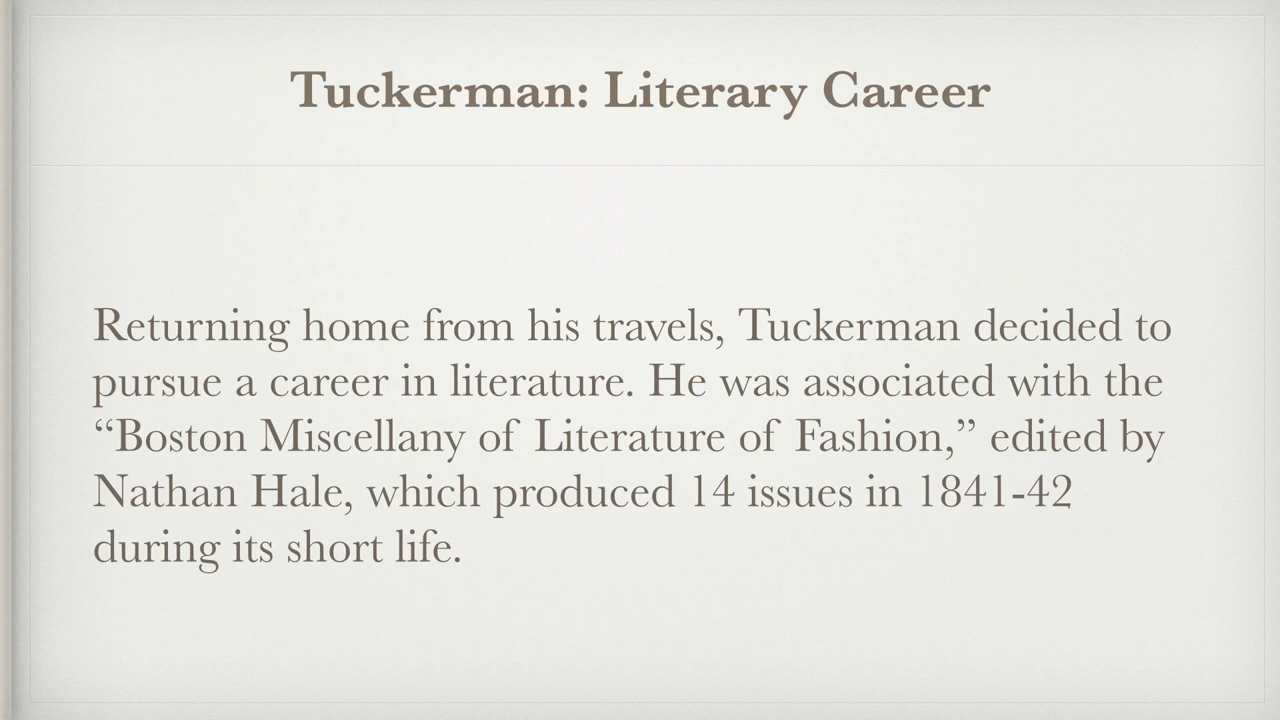 Tuckerman: Literary Career
Returning home from his travels, Tuckerman decided to
pursue a career in literature. He was associated with the
“Boston Miscellany of Literature of Fashion,” edited by
Nathan Hale, which produced 14 issues in 1841-42
during its short life.